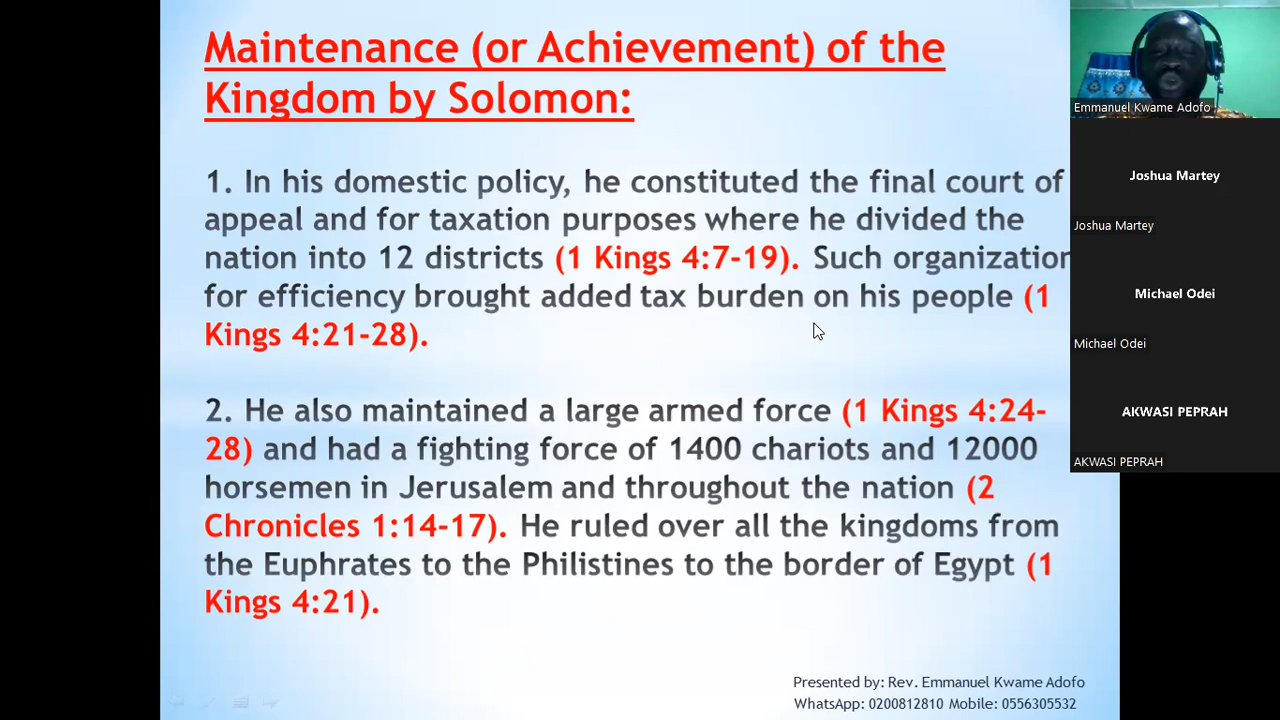 Maintenance (or Achievement) of the
Kingdom by Solomon:
1. In his domestic policy, he constituted the final court of
appeal and for taxation purposes where he divided the
nation into 12 districts (1 Kings 4:7-19). Such organization
for efficiency brought added tax burden on his people (1
Kings 4:21-28).
2. He also maintained a large armed force (1 Kings 4:24-
28) and had a fighting force of 1400 chariots and 12000
horsemen in Jerusalem and throughout the nation (2
Chronicles 1:14-17). He ruled over all the kingdoms from
the Euphrates to the Philistines to the border of Egypt (1
Kings 4:21).
Presented by: Rev. Emmanuel Kwame Adofo
WhatsApp: 0200812810 Mobile: 0556305532
Emmanuel Kwame Adofo
Joshua Martey
Joshua Martey
Michael Odei
Michael Odei
AKWASI PEPRAH
AKWASI PEPRAH